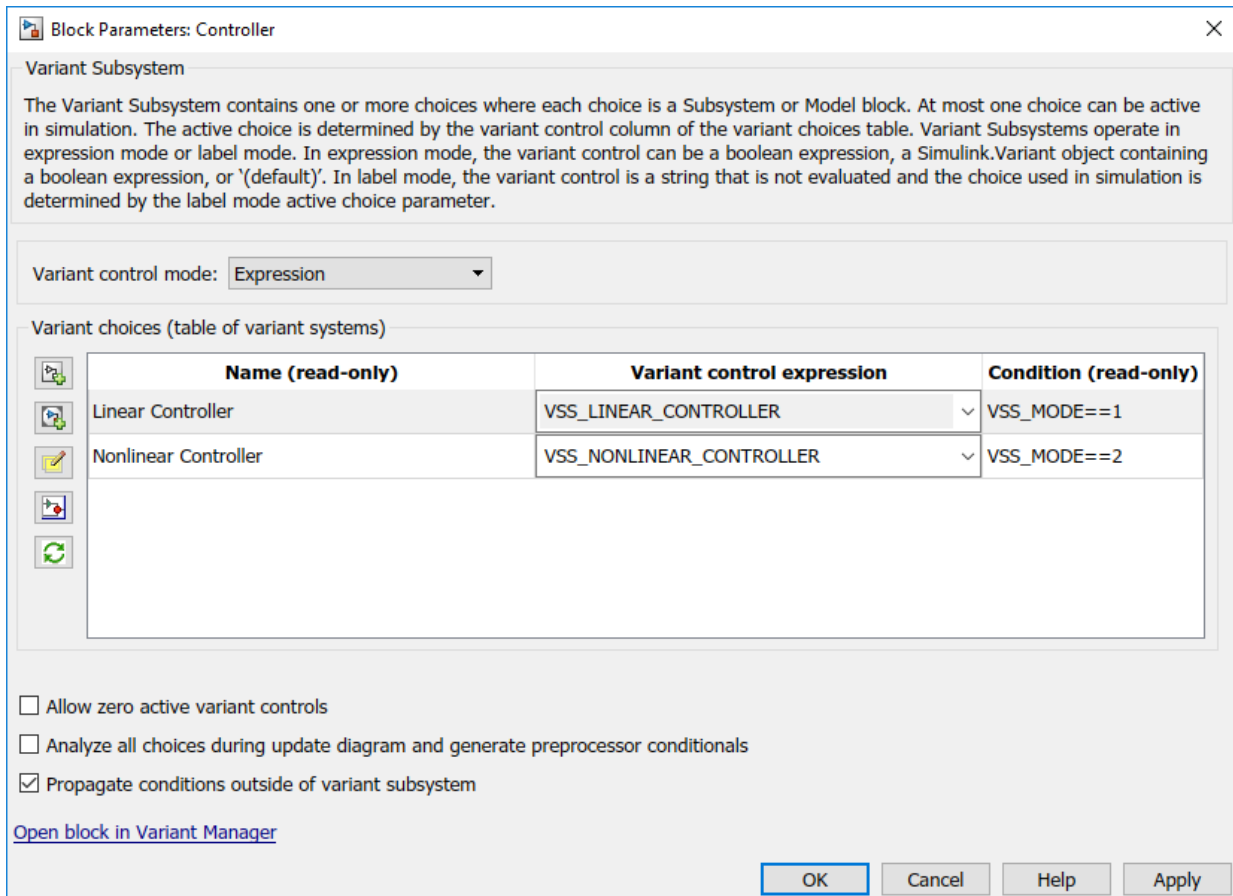 Block Parameters: Controller
Variant Subsystem
The Variant Subsystem contains one or more choices where each choice is a Subsystem or Model block. At most one choice can be active
in simulation. The active choice is determined by the variant control column of the variant choices table. Variant Subsystems operate in
expression mode or label mode. In expression mode, the variant control can be a boolean expression, a Simulink.Variant object containing
a boolean expression, or ‘(default)’. In label mode, the variant control is a string that is not evaluated and the choice used in simulation is
determined by the label mode active choice parameter.
Variant control mode: Expression
Variant choices (table of variant systems)
Name (read-only) Variant control expression Condition (read-only)
Linear Controller VSS_LINEAR_CONTROLLER VSS_MODE==1
Nonlinear Controller VSS_NONLINEAR_CONTROLLER VSS_MODE==2
Allow zero active variant controls
Analyze all choices during update diagram and generate preprocessor conditionals
Propagate conditions outside of variant subsystem
Open block in Variant Manager
OK Cancel Help Apply